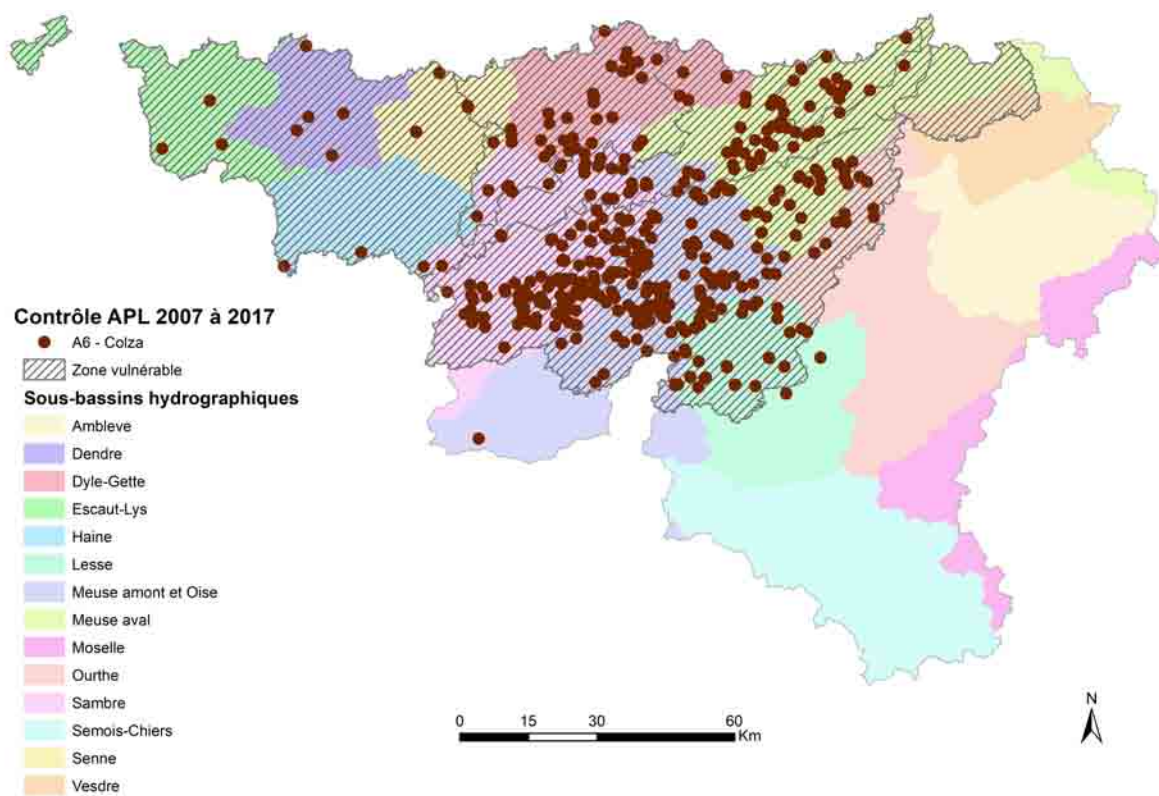 Contrôle APL 2007 à 2017
A6 - Colza
Zone vulnérable
Sous-bassins hydrographiques
Ambleve
Dendre
Dyle-Gette
Escaut-Lys
Haine
Lesse
Meuse amont et Oise
Meuse aval
Moselle
Ourthe
Sambre
Semois-Chiers
Senne
Vesdre
0 15 30 60
Km
N